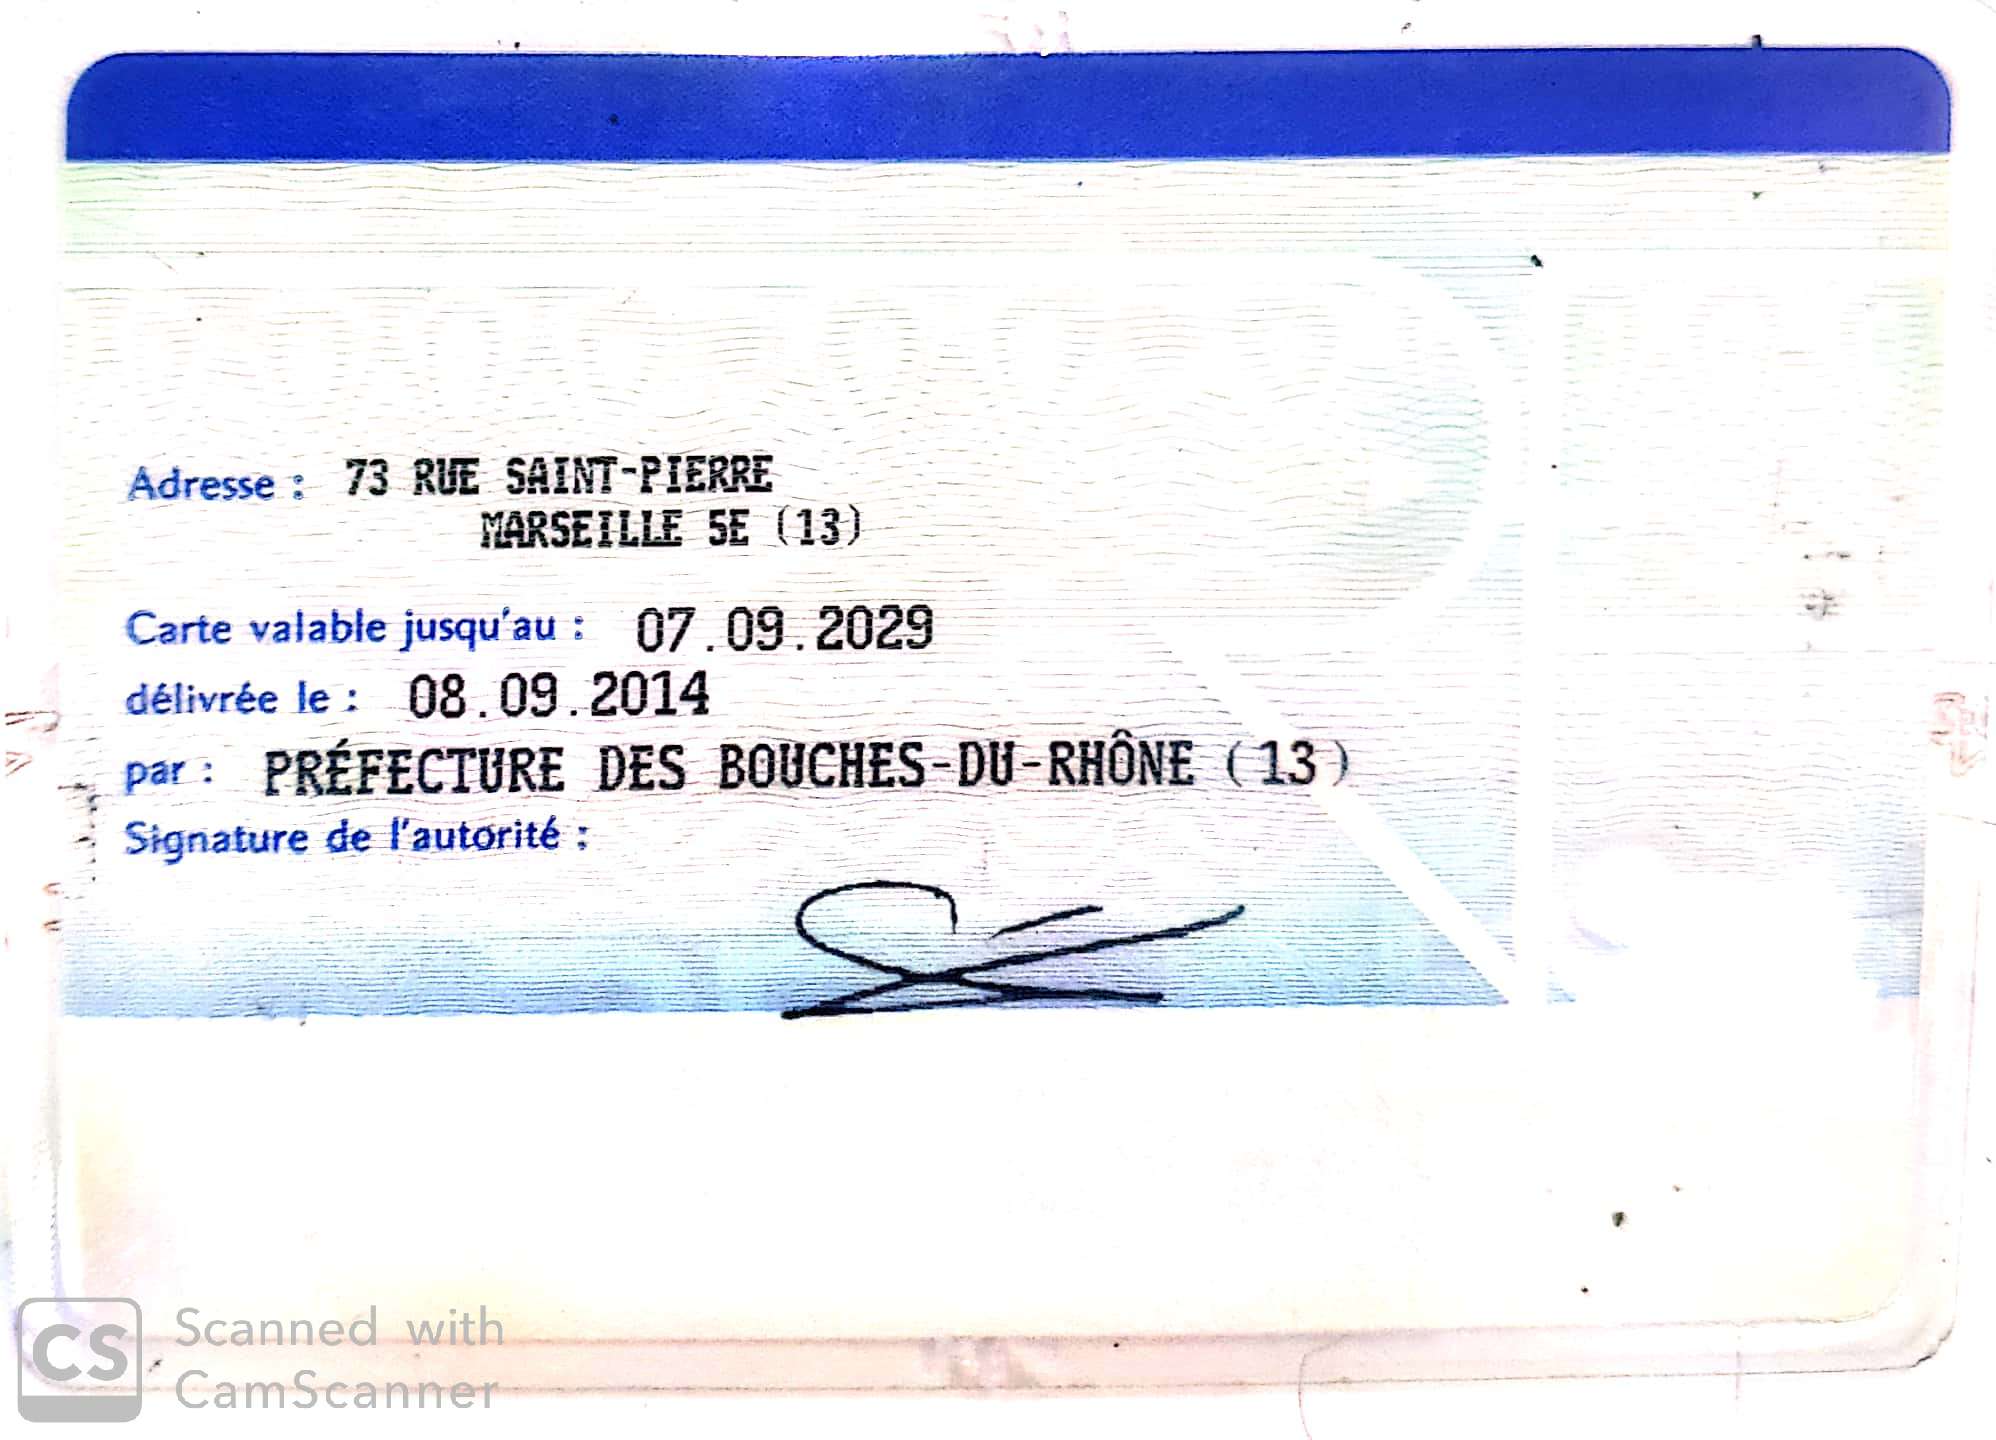 Adresse : 73 RUE SAINT-PIERRE
MARSEILLE 5E (13)
Carte valable jusqu'au : 07.09.2029
délivrée le : 08.09.2014
par : PRÉFECTURE DES BOUCHES-DU-RHÔNE (13)
Signature de l'autorité :
CS Scanned with
CamScanner